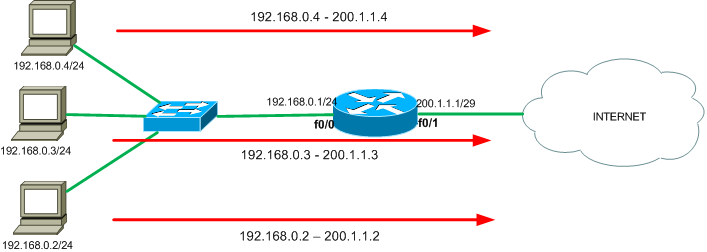 192.168.0.4 - 200.1.1.4
192.168.0.4/24
192.168.0.1/24
200.1.1.1/29
INTERNET
f0/0
f0/1
192.168.0.3/24
192.168.0.3 - 200.1.1.3
192.168.0.2 – 200.1.1.2
192.168.0.2/24